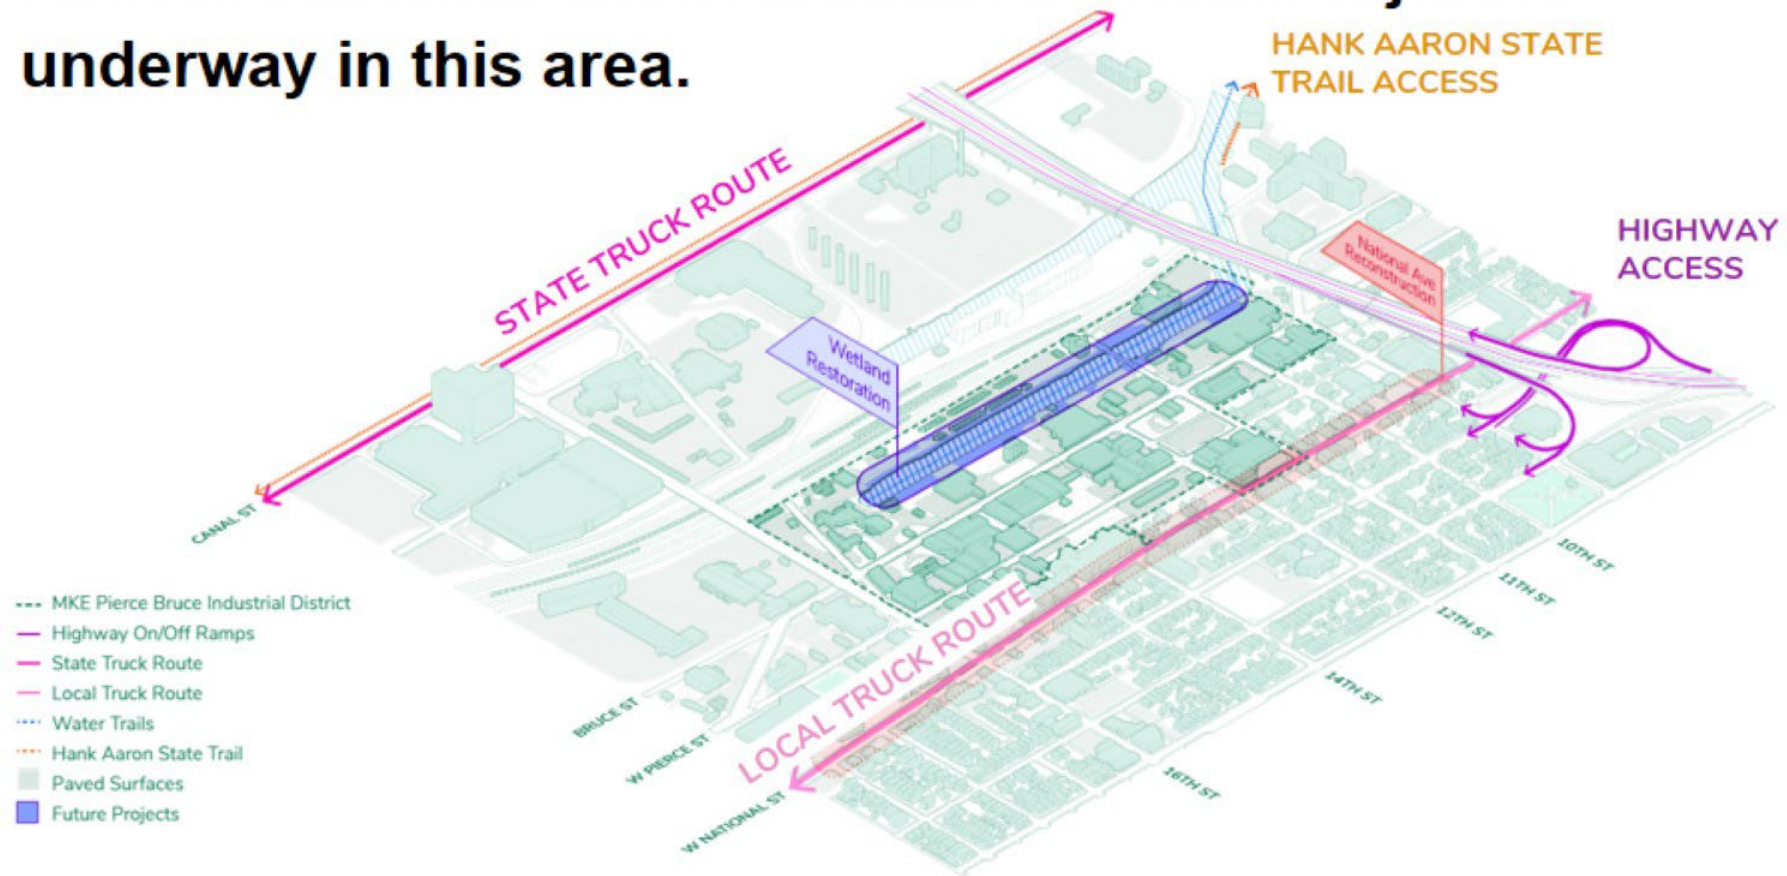 underway in this area.
HANK AARON STATE
TRAIL ACCESS
STATE TRUCK ROUTE
HIGHWAY
ACCESS
National Ave
Reconstruction
Wetland
Restoration
CANAL ST
10TH ST
11TH ST
12TH ST
14TH ST
16TH ST
LOCAL TRUCK ROUTE
BRUCE ST
W PIERCE ST
W NATIONAL ST
MKE Pierce Bruce Industrial District
Highway On/Off Ramps
State Truck Route
Local Truck Route
Water Trails
Hank Aaron State Trail
Paved Surfaces
Future Projects